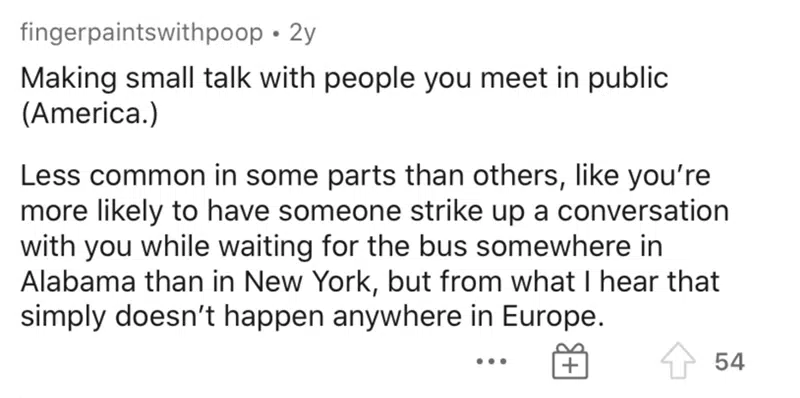 fingerpaintswithpoop • 2y
Making small talk with people you meet in public
(America.)
Less common in some parts than others, like you’re
more likely to have someone strike up a conversation
with you while waiting for the bus somewhere in
Alabama than in New York, but from what I hear that
simply doesn’t happen anywhere in Europe.
... 54